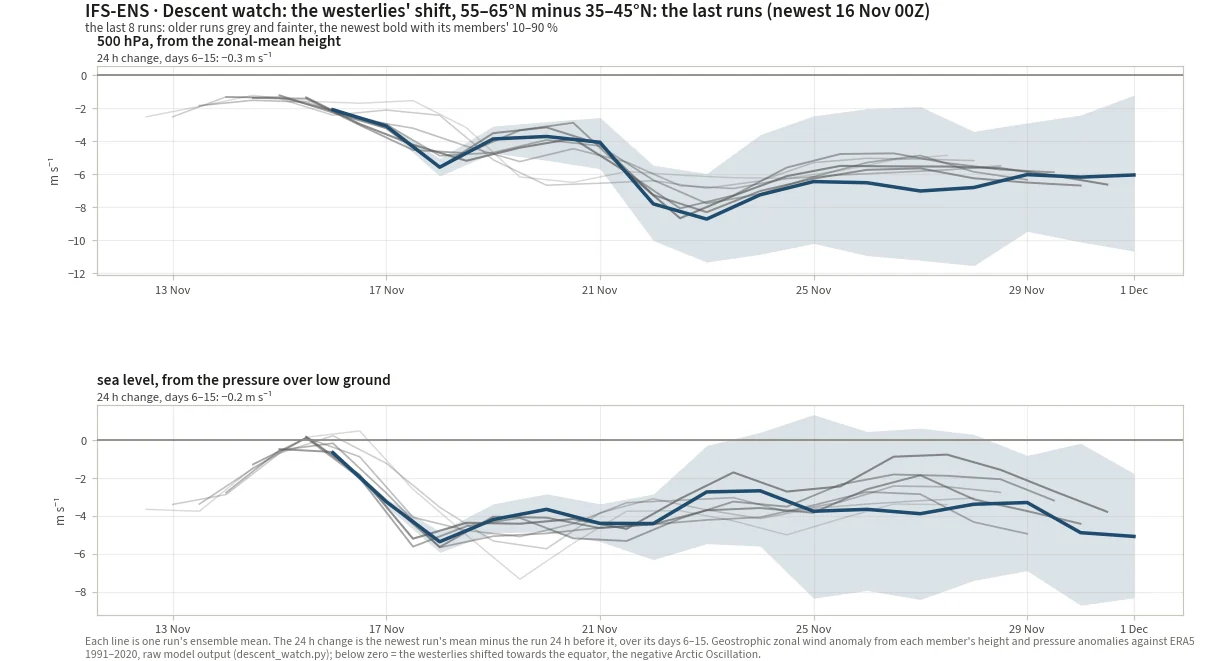 IFS-ENS · Descent watch: the westerlies' shift, 55–65°N minus 35–45°N: the last runs (newest 16 Nov 00Z)
the last 8 runs: older runs grey and fainter, the newest bold with its members' 10–90 %
500 hPa, from the zonal-mean height
24 h change, days 6–15: −0.3 m s⁻¹
0
−2
−4
−6
−8
−10
−12
m s⁻¹
13 Nov 17 Nov 21 Nov 25 Nov 29 Nov 1 Dec
sea level, from the pressure over low ground
24 h change, days 6–15: −0.2 m s⁻¹
0
−2
−4
−6
−8
m s⁻¹
13 Nov 17 Nov 21 Nov 25 Nov 29 Nov 1 Dec
Each line is one run's ensemble mean. The 24 h change is the newest run's mean minus the run 24 h before it, over its days 6–15. Geostrophic zonal wind anomaly from each member's height and pressure anomalies against ERA5
1991–2020, raw model output (descent_watch.py); below zero = the westerlies shifted towards the equator, the negative Arctic Oscillation.